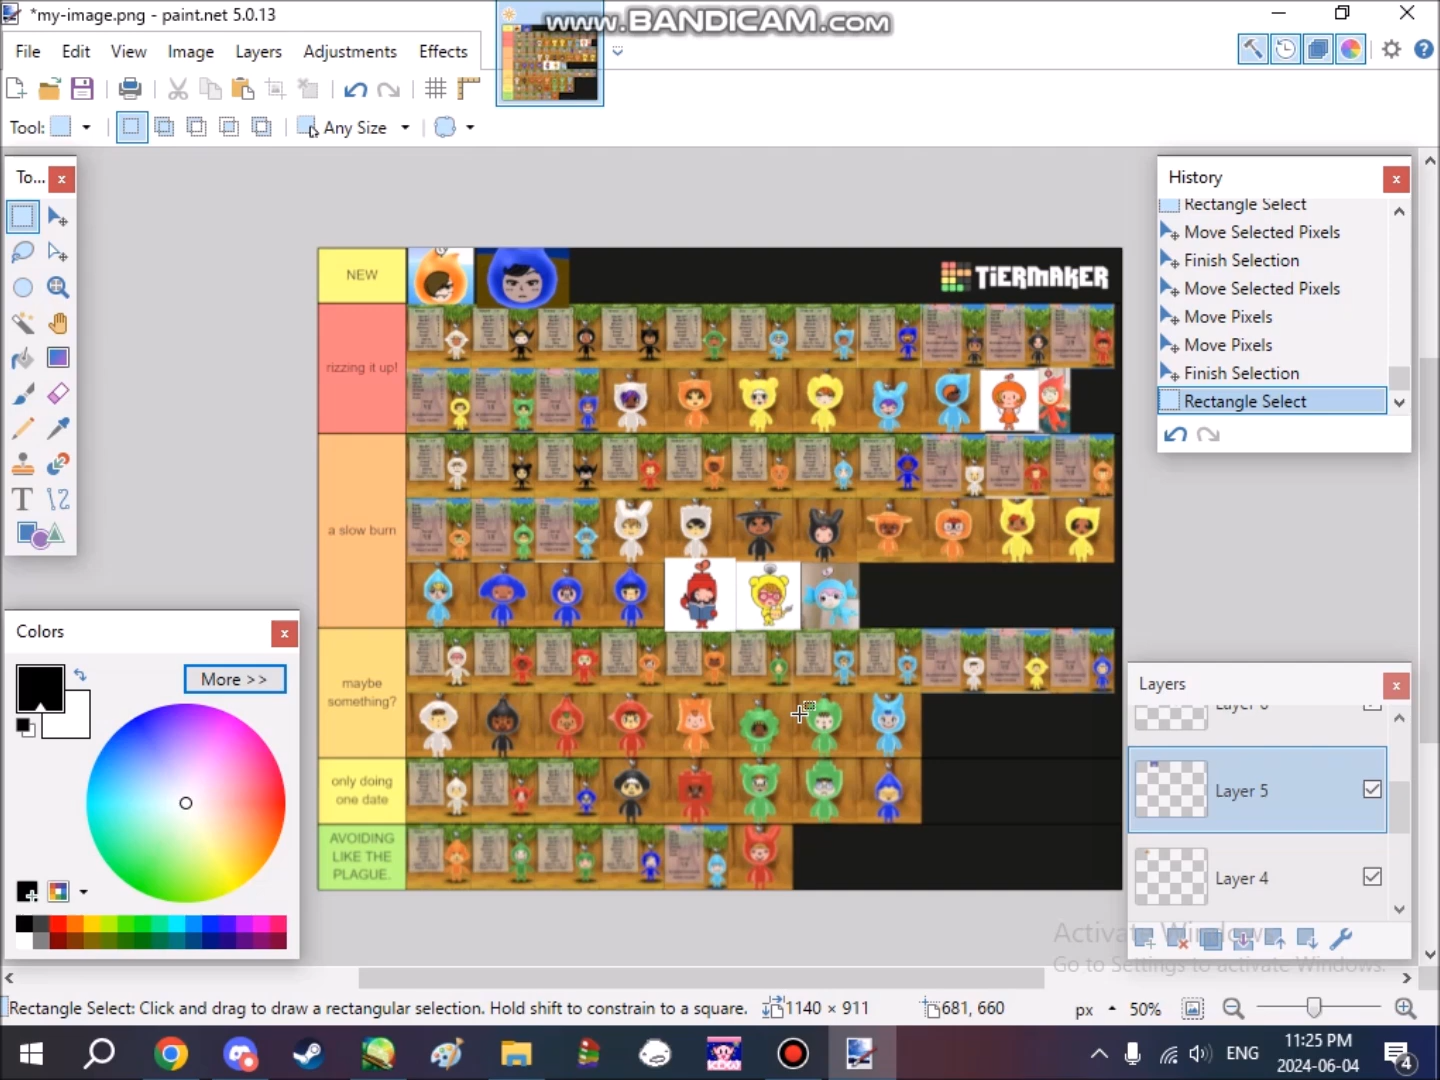 *my-image.png - paint.net 5.0.13
www.BANDICAM.com
File Edit View Image Layers Adjustments Effects
Tool: Any Size
To...
History
Rectangle Select
Move Selected Pixels
Finish Selection
Move Selected Pixels
Move Pixels
Move Pixels
Finish Selection
Rectangle Select
NEW
TiERMAKER
rizzing it up!
a slow burn
maybe
something?
only doing
one date
AVOIDING
LIKE THE
PLAGUE.
Colors
More >>
Layers
Layer 5
Layer 4
Activate Windows
Go to Settings to activate Windows.
Rectangle Select: Click and drag to draw a rectangular selection. Hold shift to constrain to a square.
1140 × 911
681, 660
px
50%
ENG
11:25 PM
2024-06-04
4